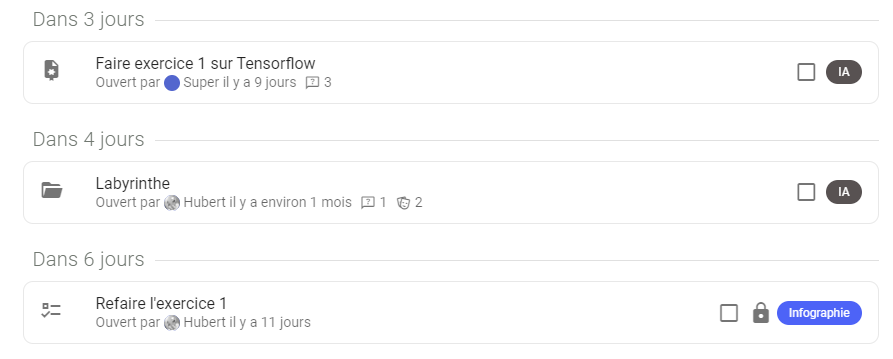 Dans 3 jours
Faire exercice 1 sur Tensorflow
IA
Ouvert par Super il y a 9 jours 3
Dans 4 jours
Labyrinthe
IA
Ouvert par Hubert il y a environ 1 mois 1 2
Dans 6 jours
Refaire l'exercice 1
Infographie
Ouvert par Hubert il y a 11 jours